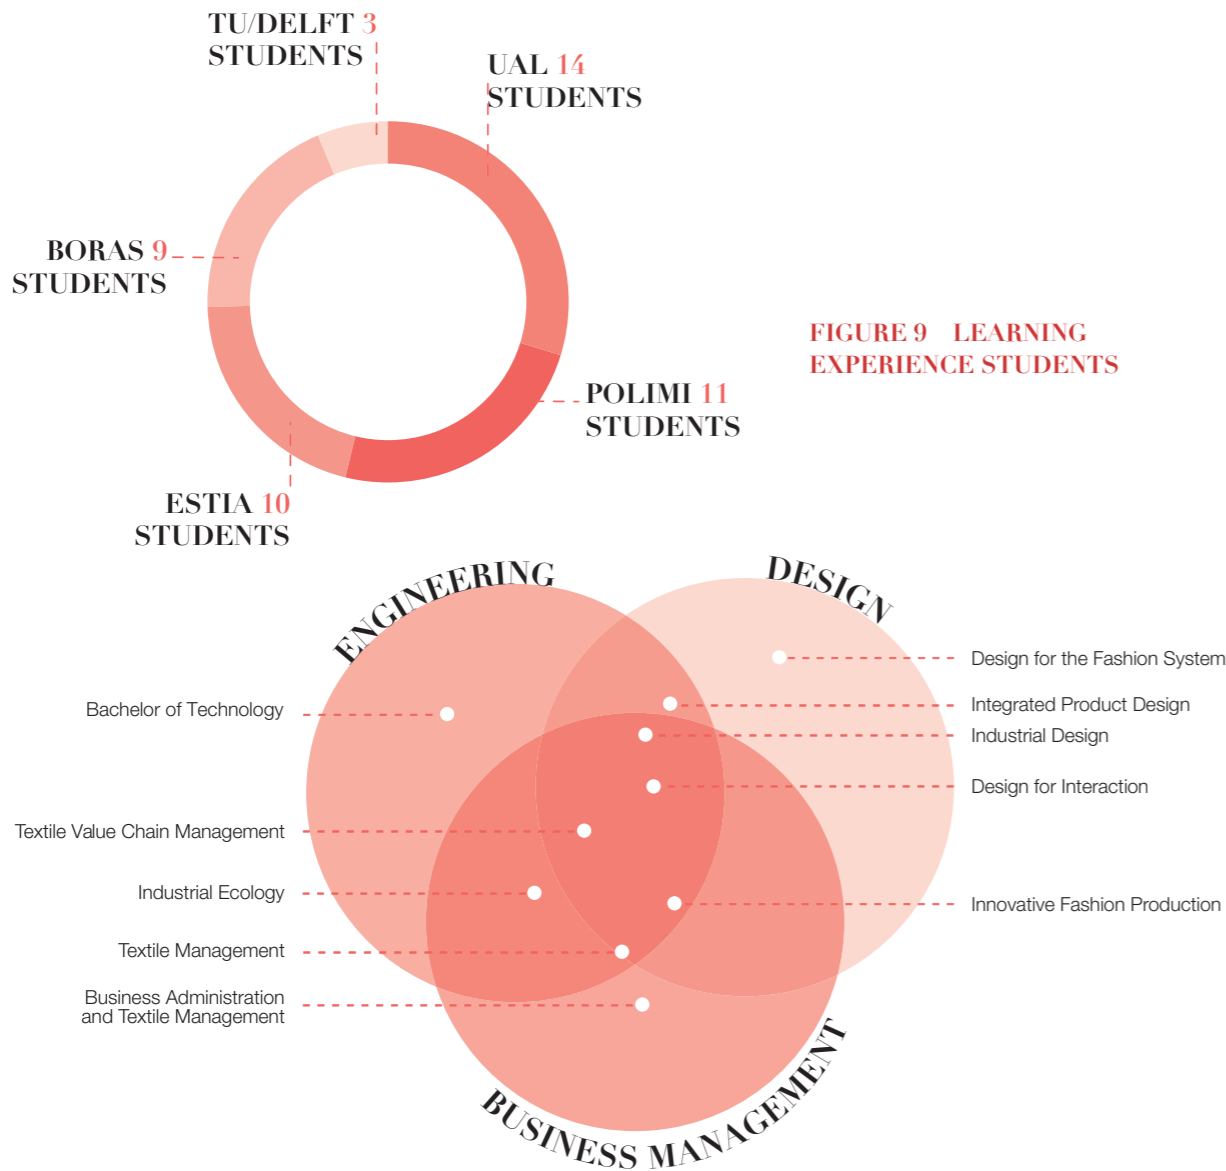 TU/DELFT 3
STUDENTS
UAL 14
STUDENTS
BORAS 9
STUDENTS
FIGURE 9 LEARNING
EXPERIENCE STUDENTS
POLIMI 11
STUDENTS
ESTIA 10
STUDENTS
ENGINEERING
DESIGN
Design for the Fashion System
Integrated Product Design
Bachelor of Technology
Industrial Design
Design for Interaction
Textile Value Chain Management
Industrial Ecology
Innovative Fashion Production
Textile Management
Business Administration
and Textile Management
BUSINESS MANAGEMENT